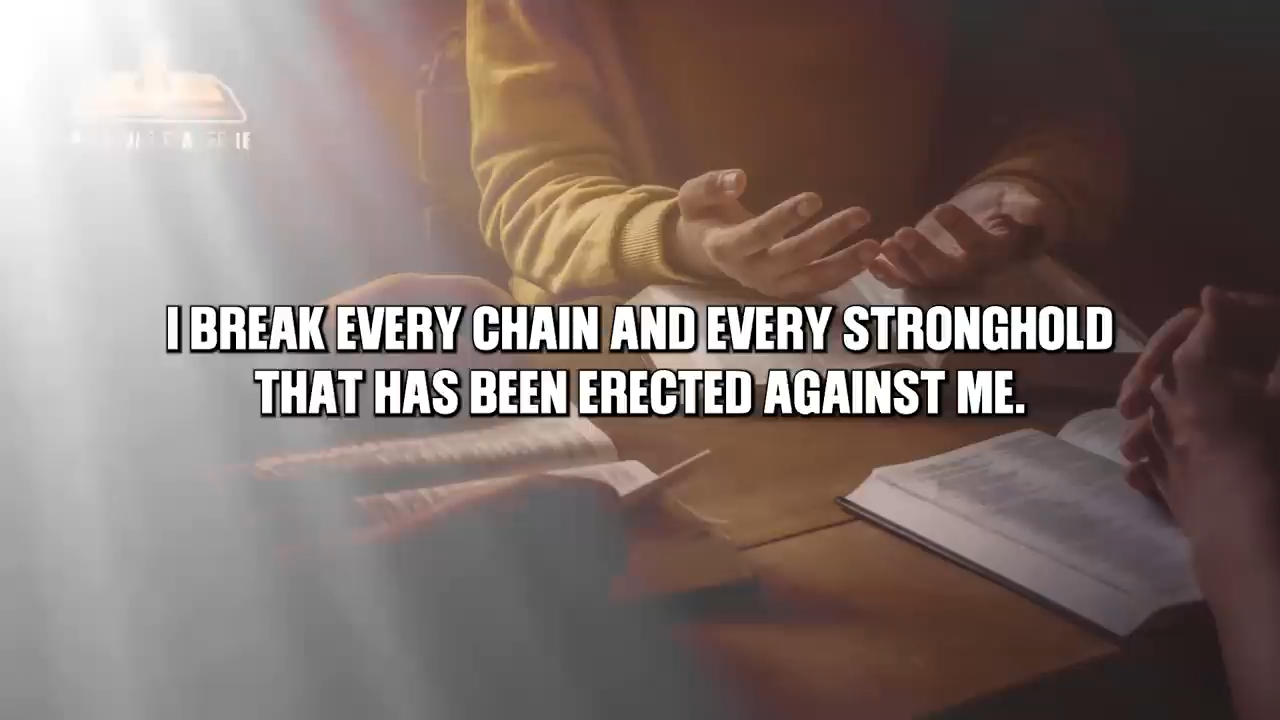 I BREAK EVERY CHAIN AND EVERY STRONGHOLD
THAT HAS BEEN ERECTED AGAINST ME.